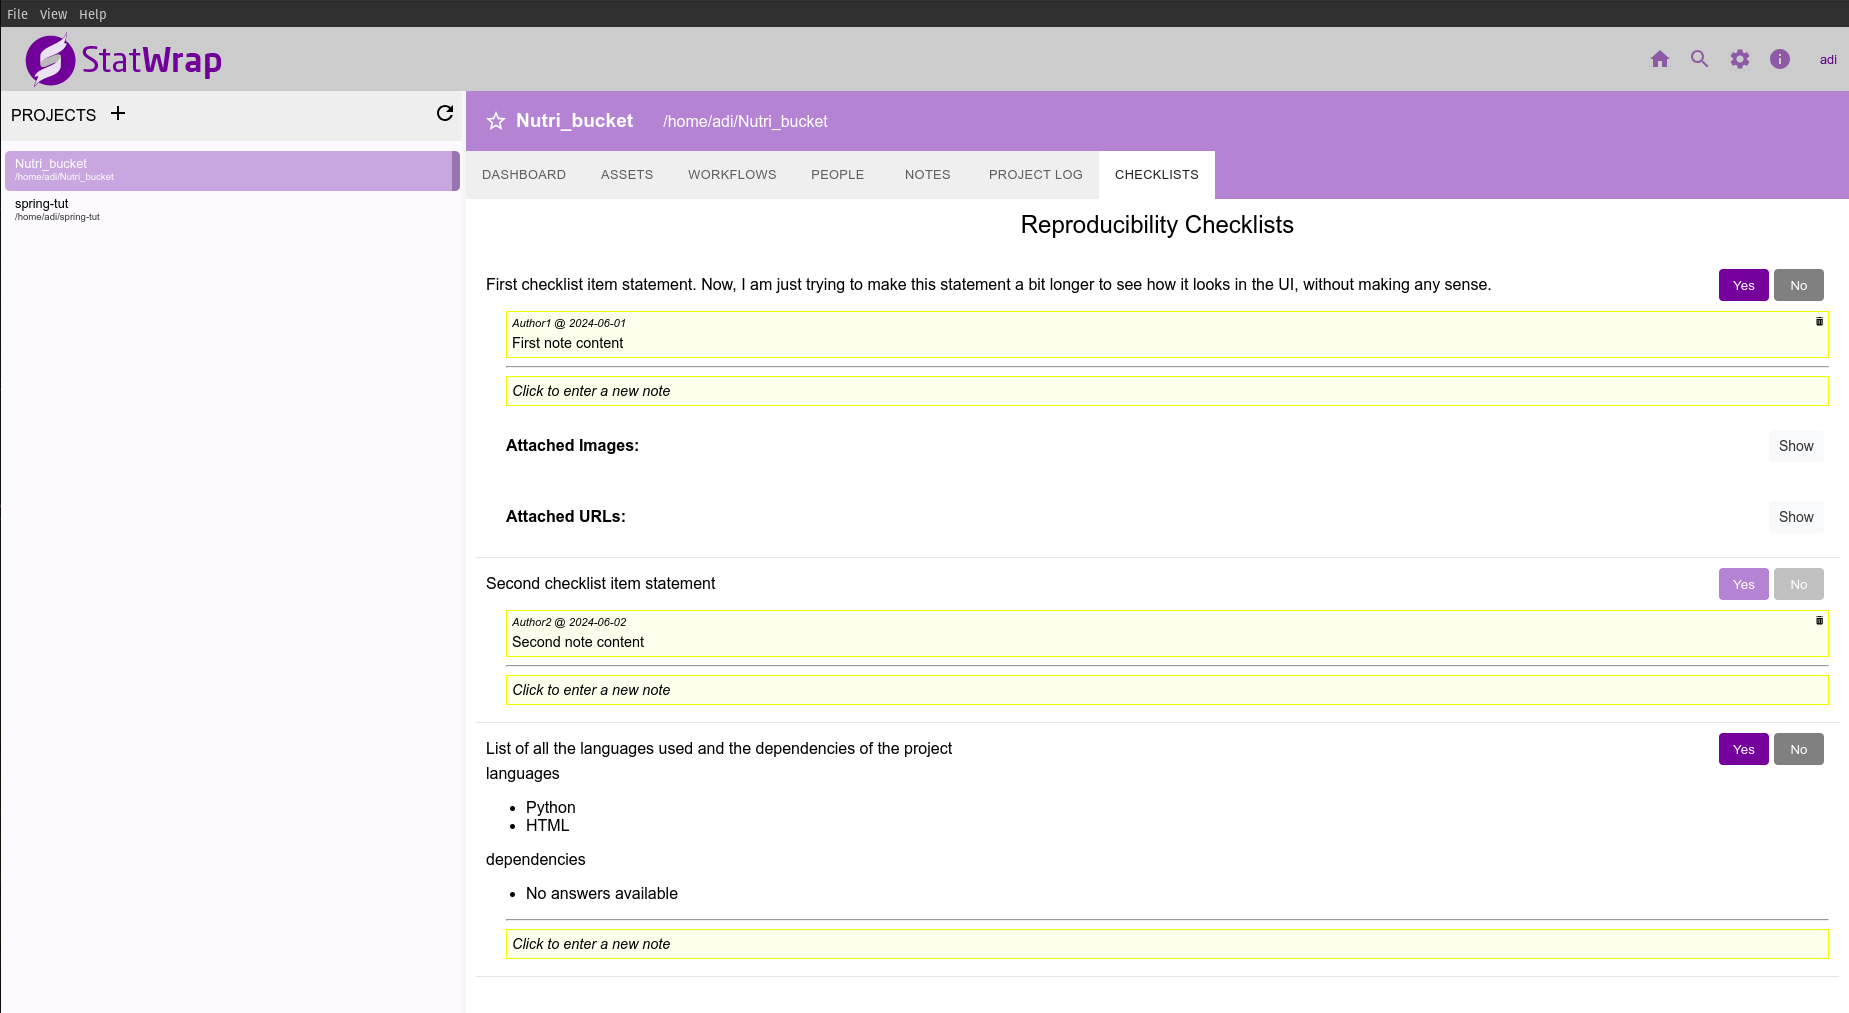 File View Help
StatWrap
adi
PROJECTS
Nutri_bucket
/home/adi/Nutri_bucket
spring-tut
/home/adi/spring-tut
Nutri_bucket /home/adi/Nutri_bucket
DASHBOARD ASSETS WORKFLOWS PEOPLE NOTES PROJECT LOG CHECKLISTS
Reproducibility Checklists
First checklist item statement. Now, I am just trying to make this statement a bit longer to see how it looks in the UI, without making any sense. Yes No
Author1 @ 2024-06-01
First note content
Click to enter a new note
Attached Images: Show
Attached URLs: Show
Second checklist item statement Yes No
Author2 @ 2024-06-02
Second note content
Click to enter a new note
List of all the languages used and the dependencies of the project Yes No
languages
• Python
• HTML
dependencies
• No answers available
Click to enter a new note